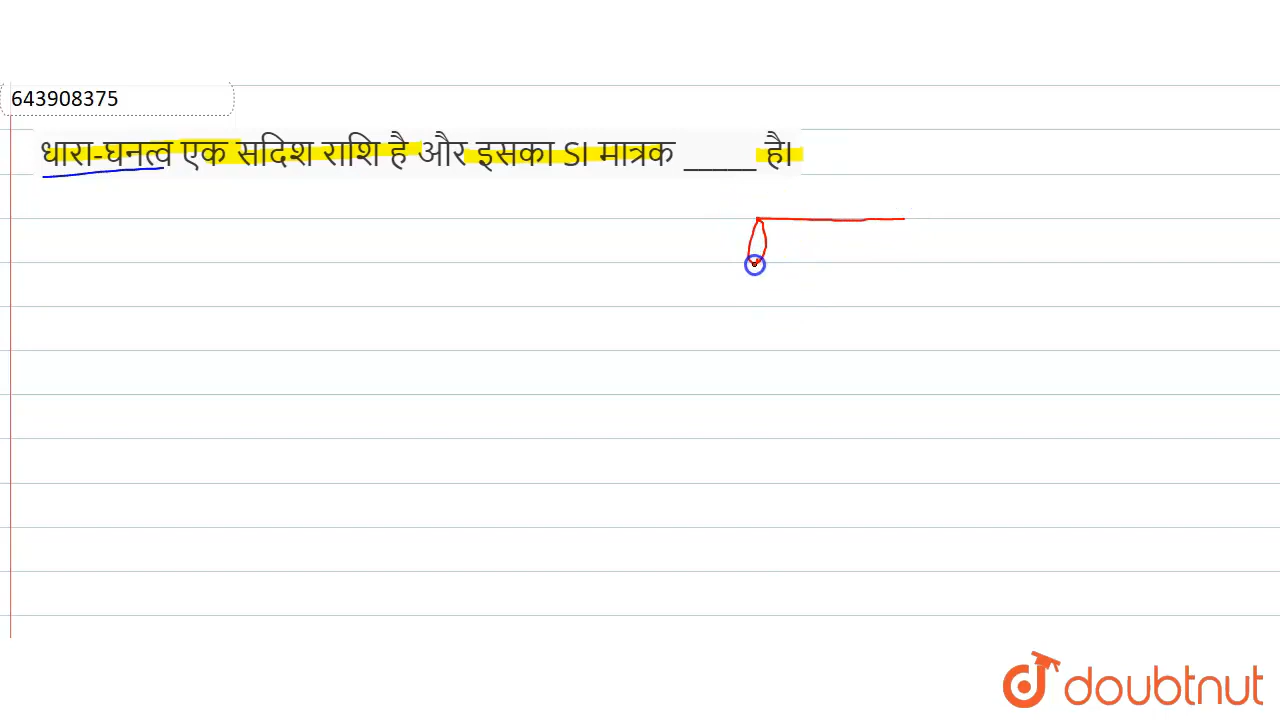 643908375
धारा-घनत्व एक सदिश राशि है और इसका SI मात्रक _____ है।
doubtnut